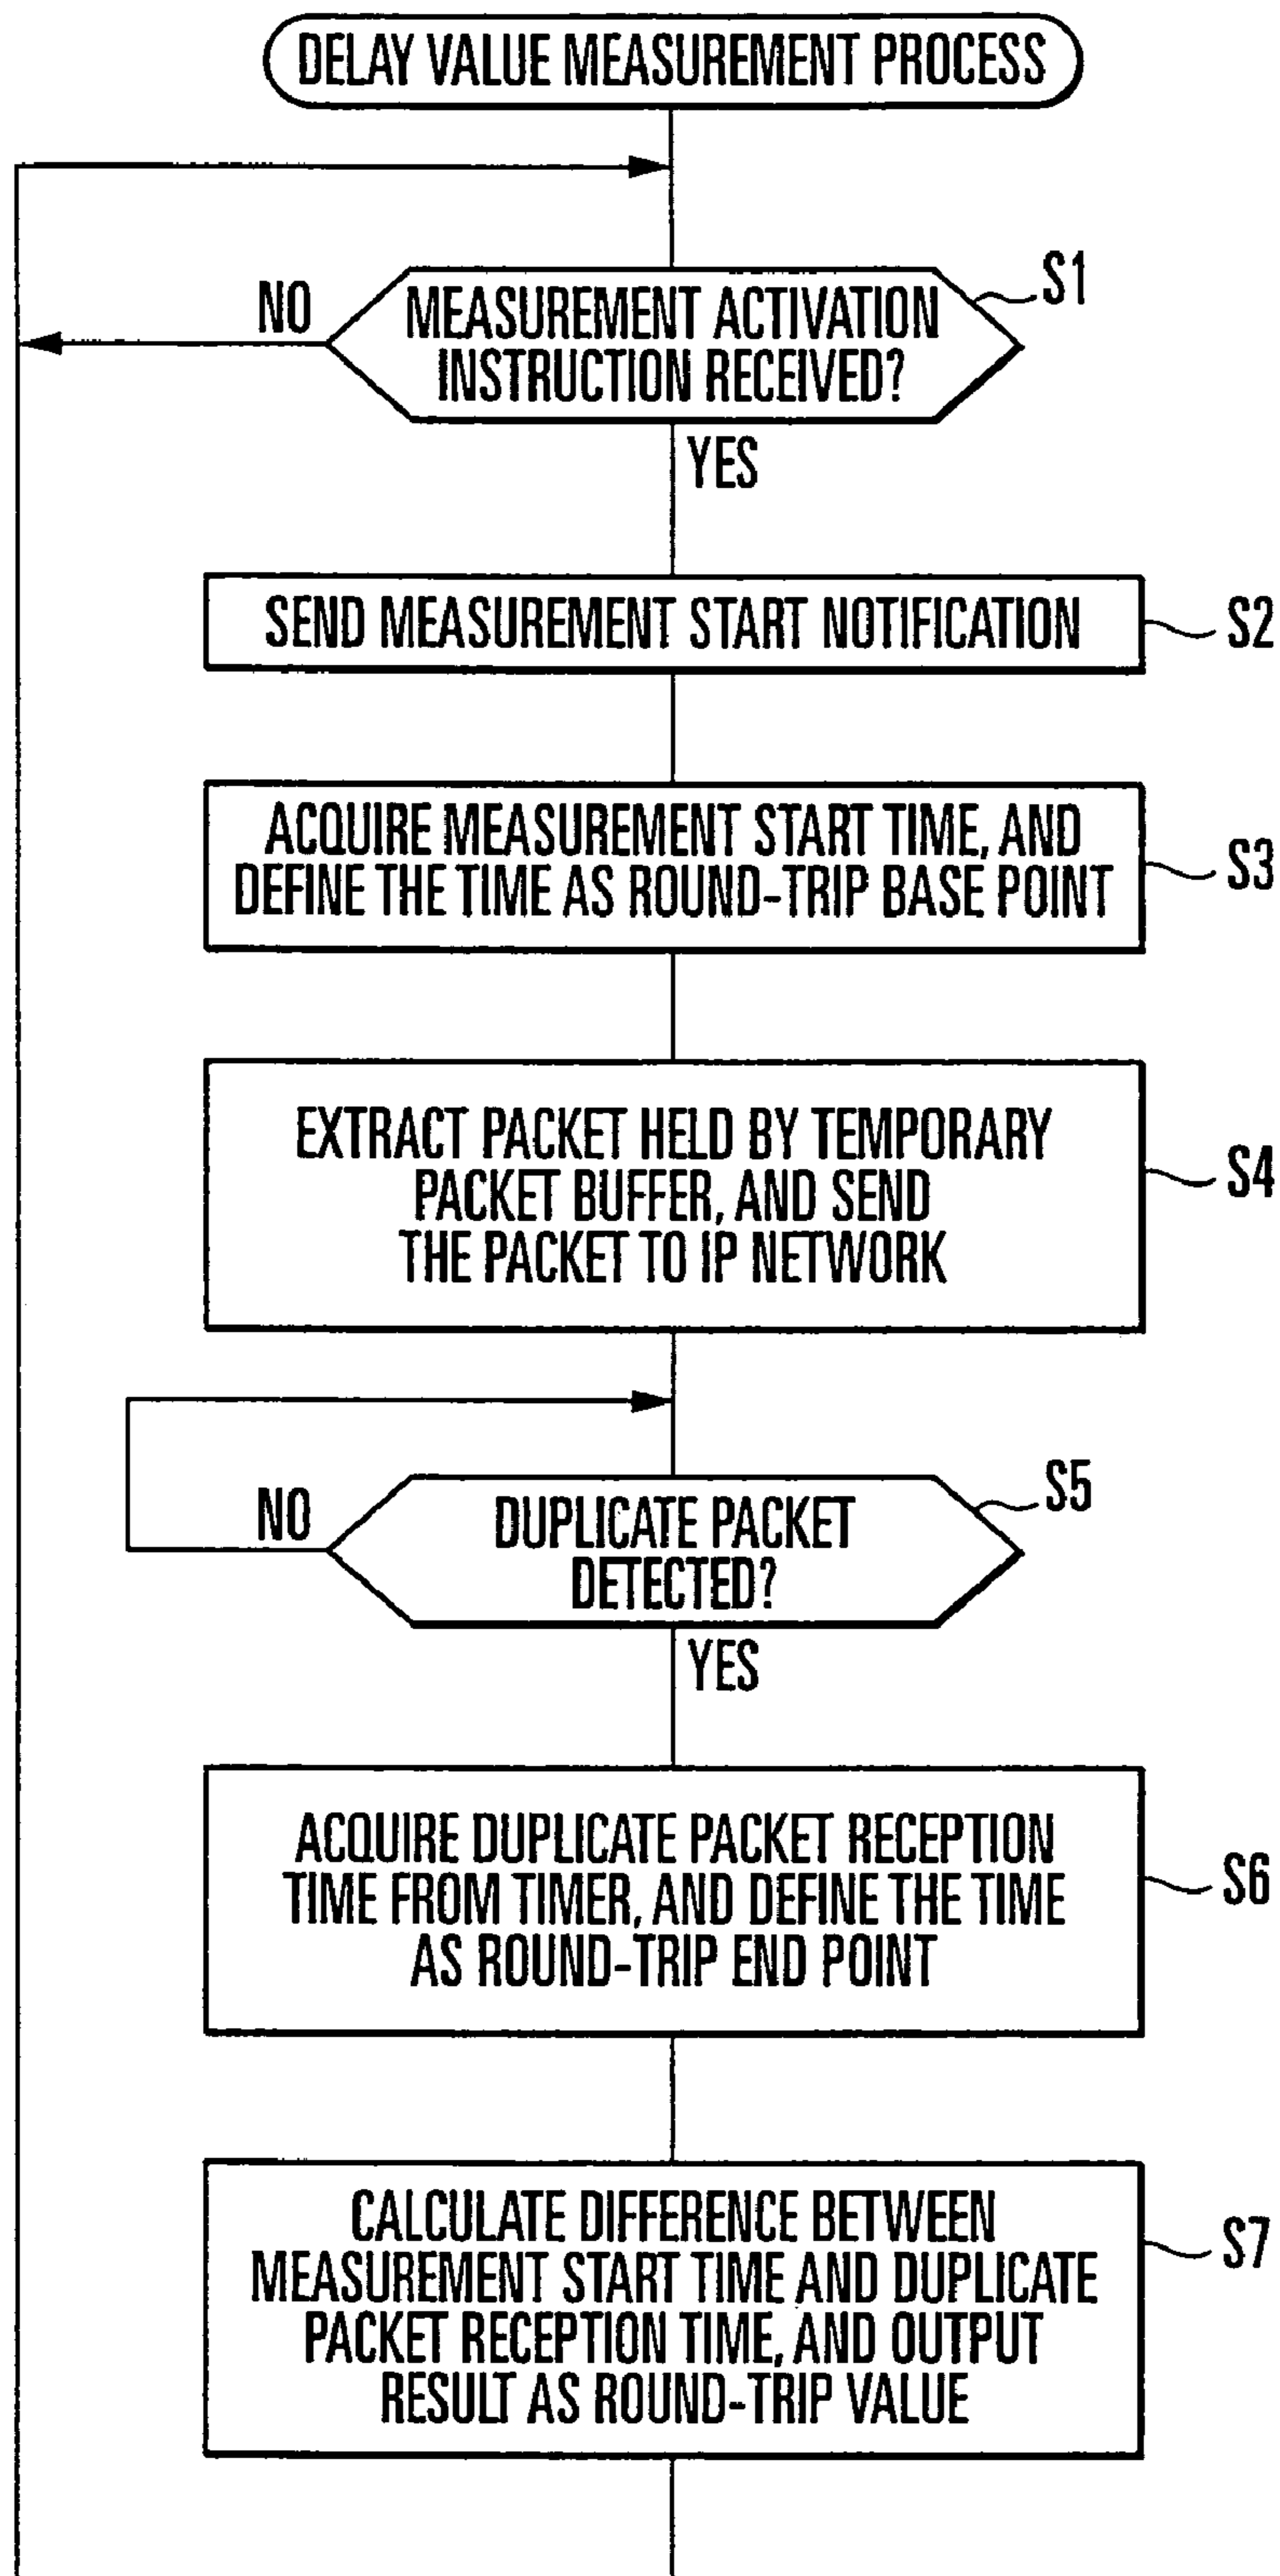 DELAY VALUE MEASUREMENT PROCESS
S1
NO
MEASUREMENT ACTIVATION
INSTRUCTION RECEIVED?
YES
SEND MEASUREMENT START NOTIFICATION
S2
ACQUIRE MEASUREMENT START TIME, AND
DEFINE THE TIME AS ROUND-TRIP BASE POINT
S3
EXTRACT PACKET HELD BY TEMPORARY
PACKET BUFFER, AND SEND
THE PACKET TO IP NETWORK
S4
S5
NO
DUPLICATE PACKET
DETECTED?
YES
ACQUIRE DUPLICATE PACKET RECEPTION
TIME FROM TIMER, AND DEFINE THE TIME
AS ROUND-TRIP END POINT
S6
CALCULATE DIFFERENCE BETWEEN
MEASUREMENT START TIME AND DUPLICATE
PACKET RECEPTION TIME, AND OUTPUT
RESULT AS ROUND-TRIP VALUE
S7